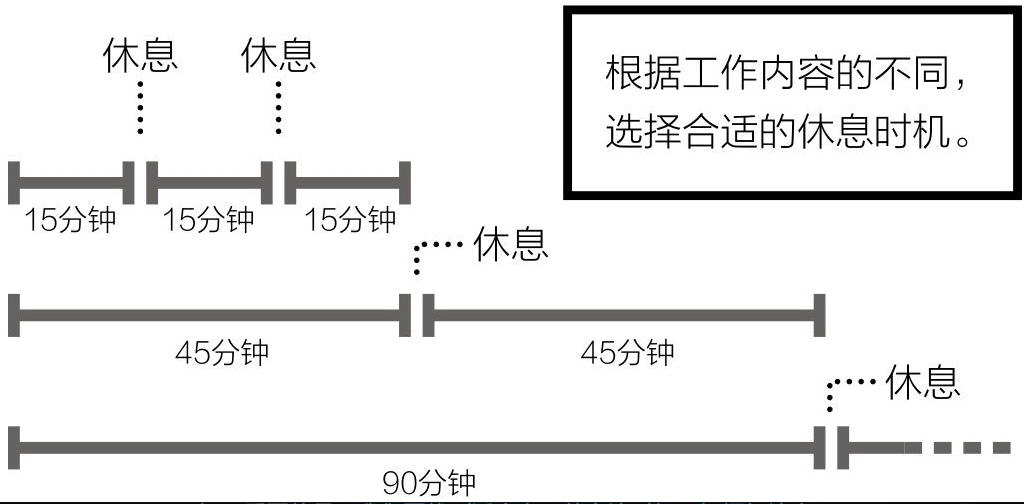 休息 休息
根据工作内容的不同，
选择合适的休息时机。
15分钟 15分钟 15分钟
休息
45分钟 45分钟
休息
90分钟